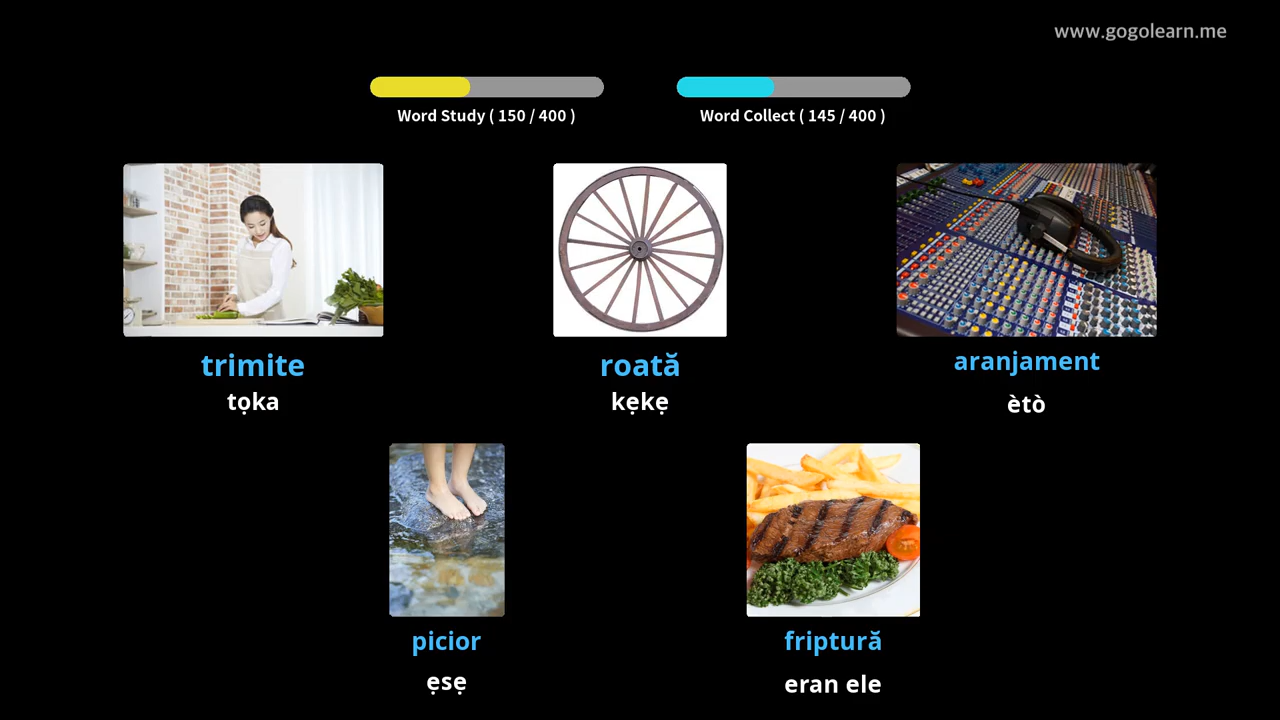 www.gogolearn.me
Word Study ( 150 / 400 )
Word Collect ( 145 / 400 )
trimite
tọka
roată
kẹkẹ
aranjament
ètò
picior
ẹsẹ
friptură
eran ele